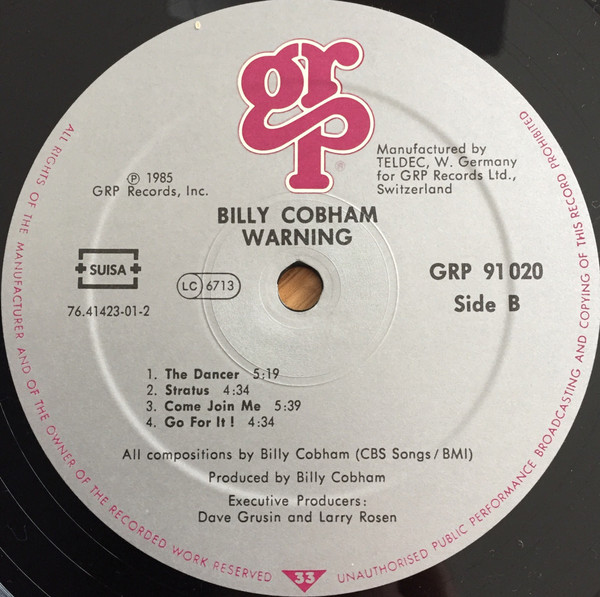 grp
®
℗ 1985
GRP Records, Inc.
Manufactured by
TELDEC, W. Germany
for GRP Records Ltd.,
Switzerland
BILLY COBHAM
WARNING
SUISA
76.41423-01-2
LC 6713
GRP 91 020
Side B
1. The Dancer 5:19
2. Stratus 4:34
3. Come Join Me 5:39
4. Go For It ! 4:34
All compositions by Billy Cobham (CBS Songs / BMI)
Produced by Billy Cobham
Executive Producers:
Dave Grusin and Larry Rosen
ALL RIGHTS OF THE MANUFACTURER AND OF THE OWNER OF THE RECORDED WORK RESERVED
33
UNAUTHORISED PUBLIC PERFORMANCE BROADCASTING AND COPYING OF THIS RECORD PROHIBITED